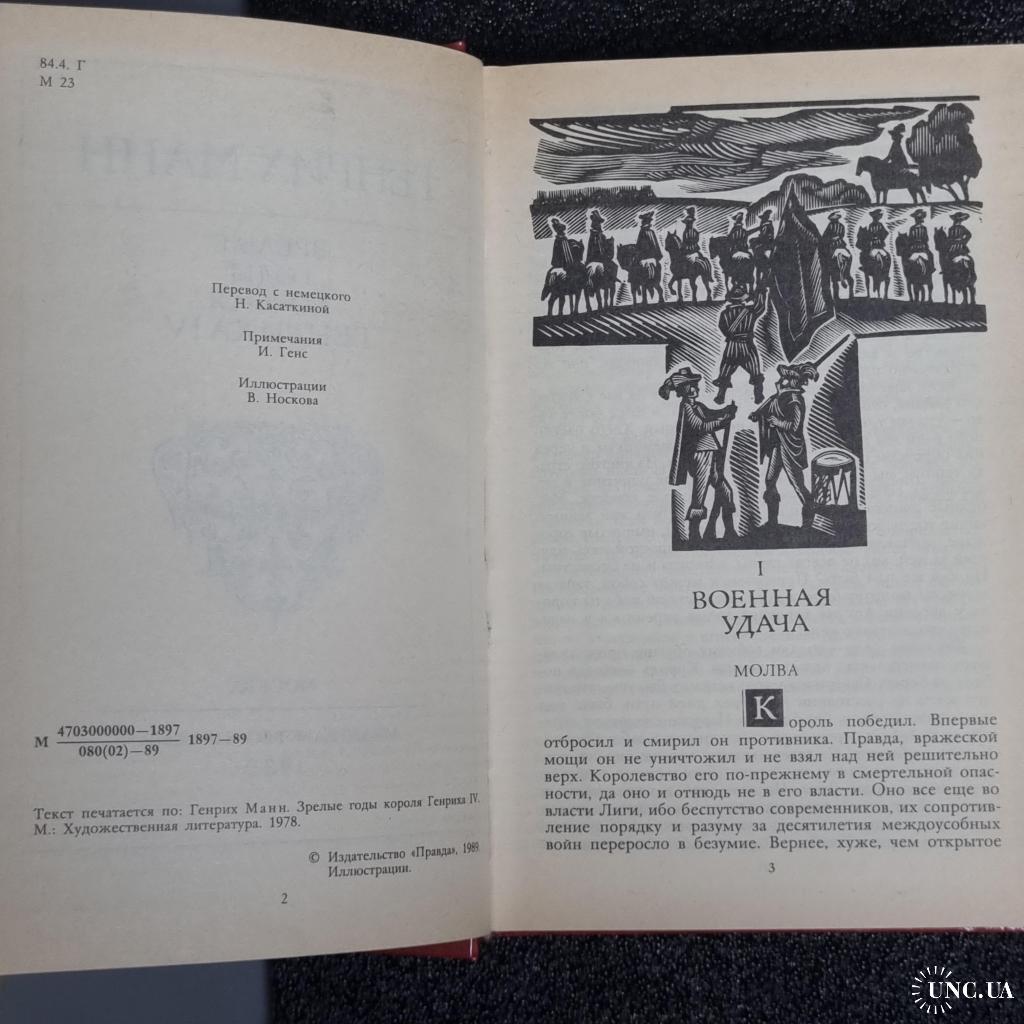 84.4. Г
М 23
Перевод с немецкого
Н. Касаткиной
Примечания
И. Генс
Иллюстрации
В. Носкова
М 4703000000—1897
080(02)—89
1897—89
Текст печатается по: Генрих Манн. Зрелые годы короля Генриха IV.
М.: Художественная литература. 1978.
© Издательство «Правда», 1989.
Иллюстрации.
2
I
ВОЕННАЯ
УДАЧА
МОЛВА
Король победил. Впервые
отбросил и смирил он противника. Правда, вражеской
мощи он не уничтожил и не взял над ней решительно
верх. Королевство его по-прежнему в смертельной опас-
ности, да оно и отнюдь не в его власти. Оно все еще во
власти Лиги, ибо беспутство современников, их сопротив-
ление порядку и разуму за десятилетия междоусобных
войн переросло в безумие. Вернее, хуже, чем открытое
3
UNC.UA